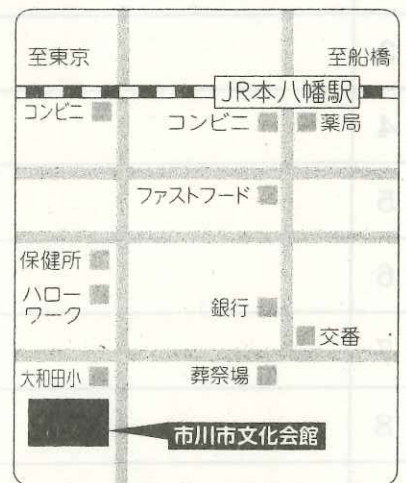 至東京
至船橋
JR本八幡駅
コンビニ
コンビニ
薬局
ファストフード
保健所
ハロー
ワーク
銀行
交番
大和田小
葬祭場
市川市文化会館